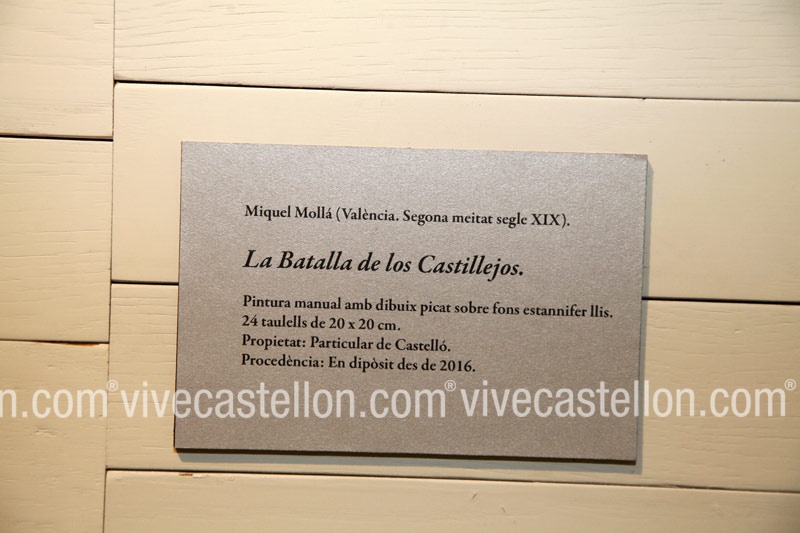 Miquel Mollá (València. Segona meitat segle XIX).
La Batalla de los Castillejos.
Pintura manual amb dibuix picat sobre fons estannifer llis.
24 taulells de 20 x 20 cm.
Propietat: Particular de Castelló.
Procedència: En dipòsit des de 2016.
n.com® vivecastellon.com® vivecastellon.com®